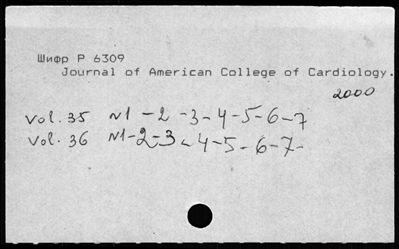 Шифр Р 6309
Journal of American College of Cardiology.
2000
Vol. 35 N1 - 2 - 3 - 4 - 5 - 6 - 7
Vol. 36 N1 - 2 - 3 - 4 - 5 - 6 - 7 -